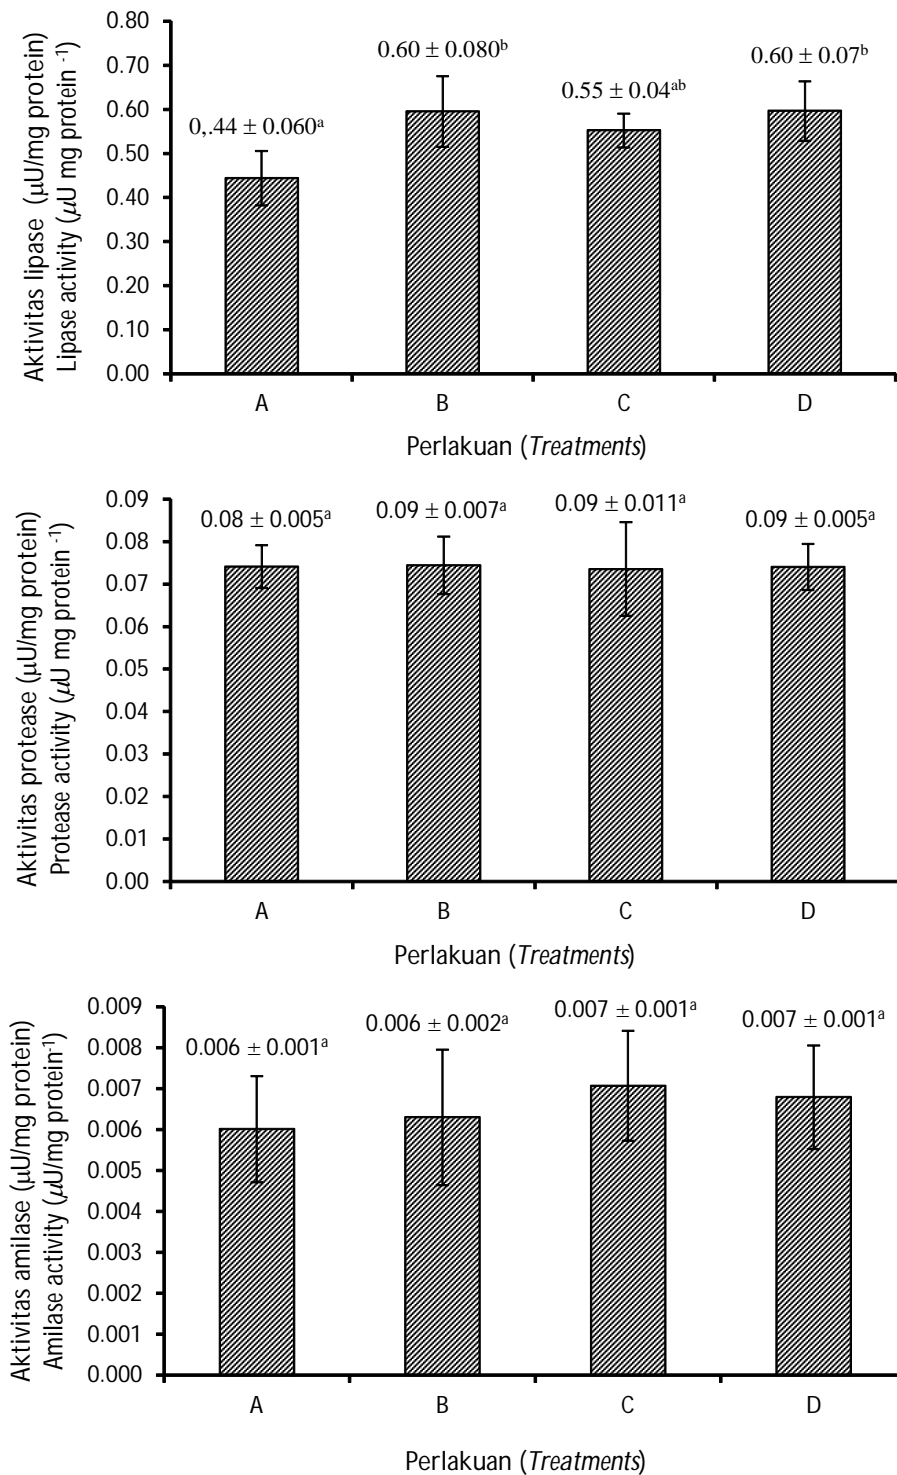 Aktivitas lipase (μU/mg protein)
Lipase activity (μU mg protein -1)
0.80
0.70
0.60
0.50
0.40
0.30
0.20
0.10
0.00
0,.44 ± 0.060a
0.60 ± 0.080b
0.55 ± 0.04ab
0.60 ± 0.07b
A B C D
Perlakuan (Treatments)
Aktivitas protease (μU/mg protein)
Protease activity (μU mg protein -1)
0.09
0.08
0.07
0.06
0.05
0.04
0.03
0.02
0.01
0.00
0.08 ± 0.005a
0.09 ± 0.007a
0.09 ± 0.011a
0.09 ± 0.005a
A B C D
Perlakuan (Treatments)
Aktivitas amilase (μU/mg protein)
Amilase activity (μU/mg protein-1)
0.009
0.008
0.007
0.006
0.005
0.004
0.003
0.002
0.001
0.000
0.006 ± 0.001a
0.006 ± 0.002a
0.007 ± 0.001a
0.007 ± 0.001a
A B C D
Perlakuan (Treatments)